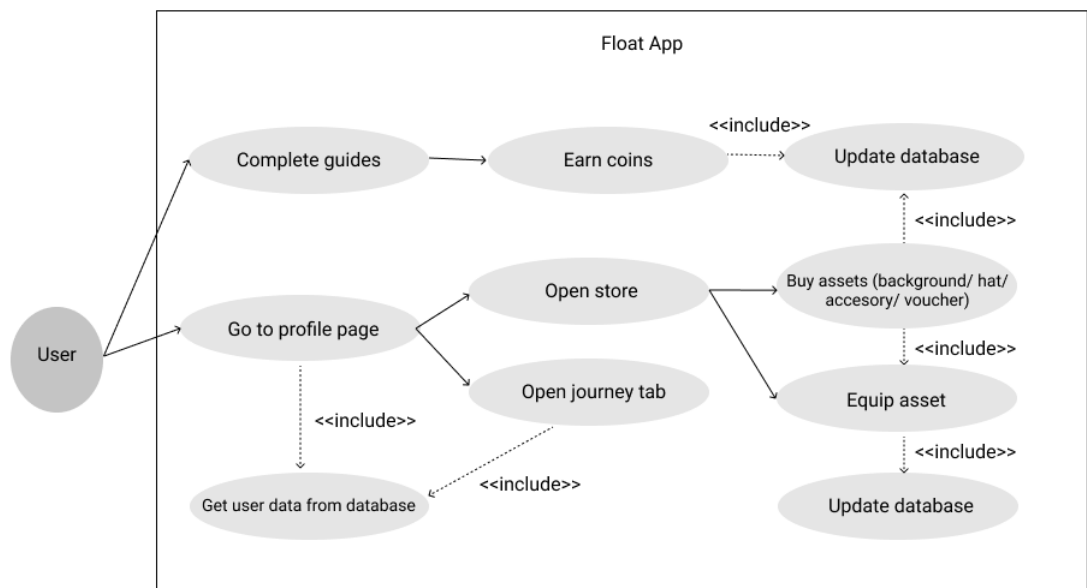 Float App
<<include>>
Complete guides
Earn coins
Update database
<<include>>
Open store
Buy assets (background/ hat/
accesory/ voucher)
Go to profile page
User
<<include>>
Open journey tab
Equip asset
<<include>>
<<include>>
<<include>>
Get user data from database
Update database